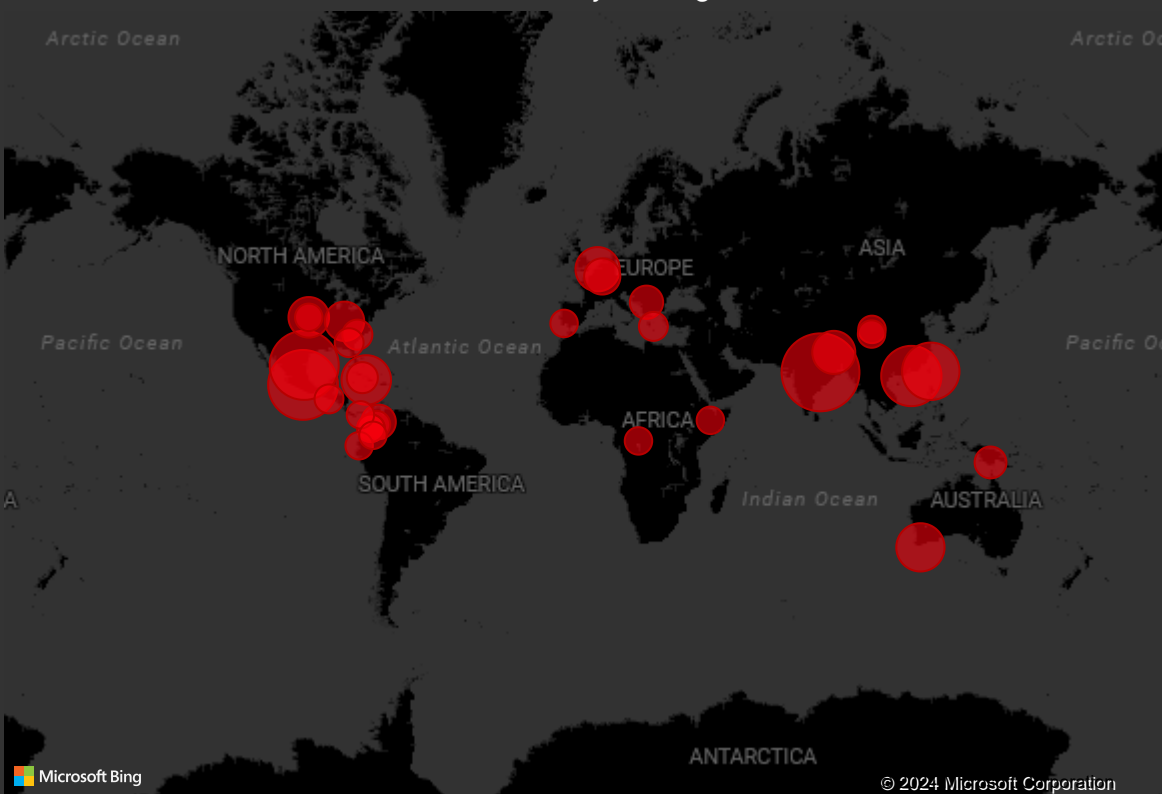 Arctic Ocean
Arctic Oc
NORTH AMERICA
EUROPE
ASIA
Pacific Ocean
Atlantic Ocean
Pacific O
AFRICA
SOUTH AMERICA
A
Indian Ocean
AUSTRALIA
ANTARCTICA
Microsoft Bing
© 2024 Microsoft Corporation